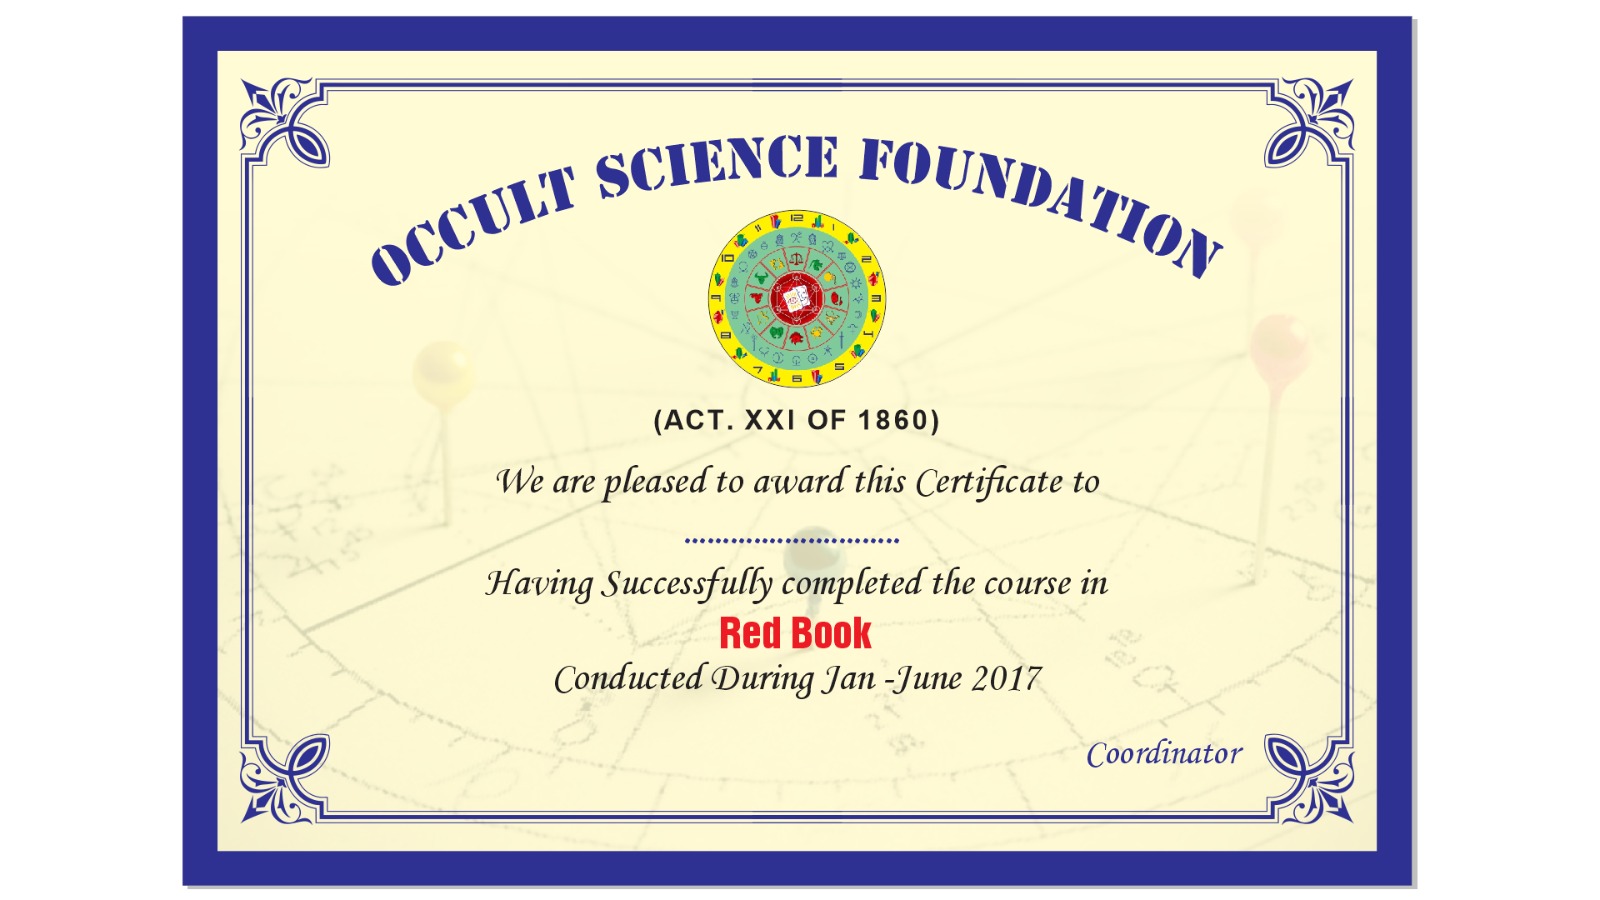 OCCULT SCIENCE FOUNDATION
(ACT. XXI OF 1860)
We are pleased to award this Certificate to
............................
Having Successfully completed the course in
Red Book
Conducted During Jan -June 2017
Coordinator